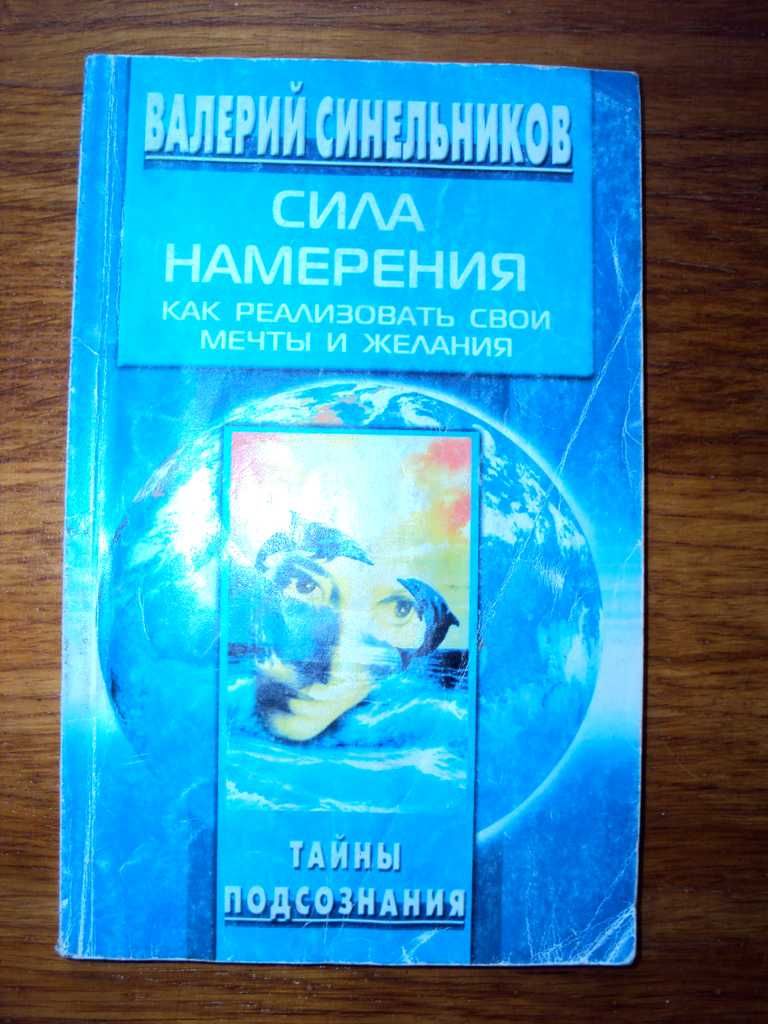 ВАЛЕРИЙ СИНЕЛЬНИКОВ
СИЛА
НАМЕРЕНИЯ
КАК РЕАЛИЗОВАТЬ СВОИ
МЕЧТЫ И ЖЕЛАНИЯ
ТАЙНЫ
ПОДСОЗНАНИЯ